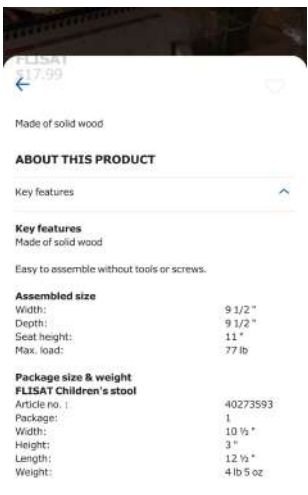 FLISAT
$17.99
Made of solid wood
ABOUT THIS PRODUCT
Key features
Key features
Made of solid wood
Easy to assemble without tools or screws.
Assembled size
Width: 9 1/2 "
Depth: 9 1/2 "
Seat height: 11 "
Max. load: 77 lb
Package size & weight
FLISAT Children's stool
Article no. : 40273593
Package: 1
Width: 10 ½ "
Height: 3 "
Length: 12 ½ "
Weight: 4 lb 5 oz